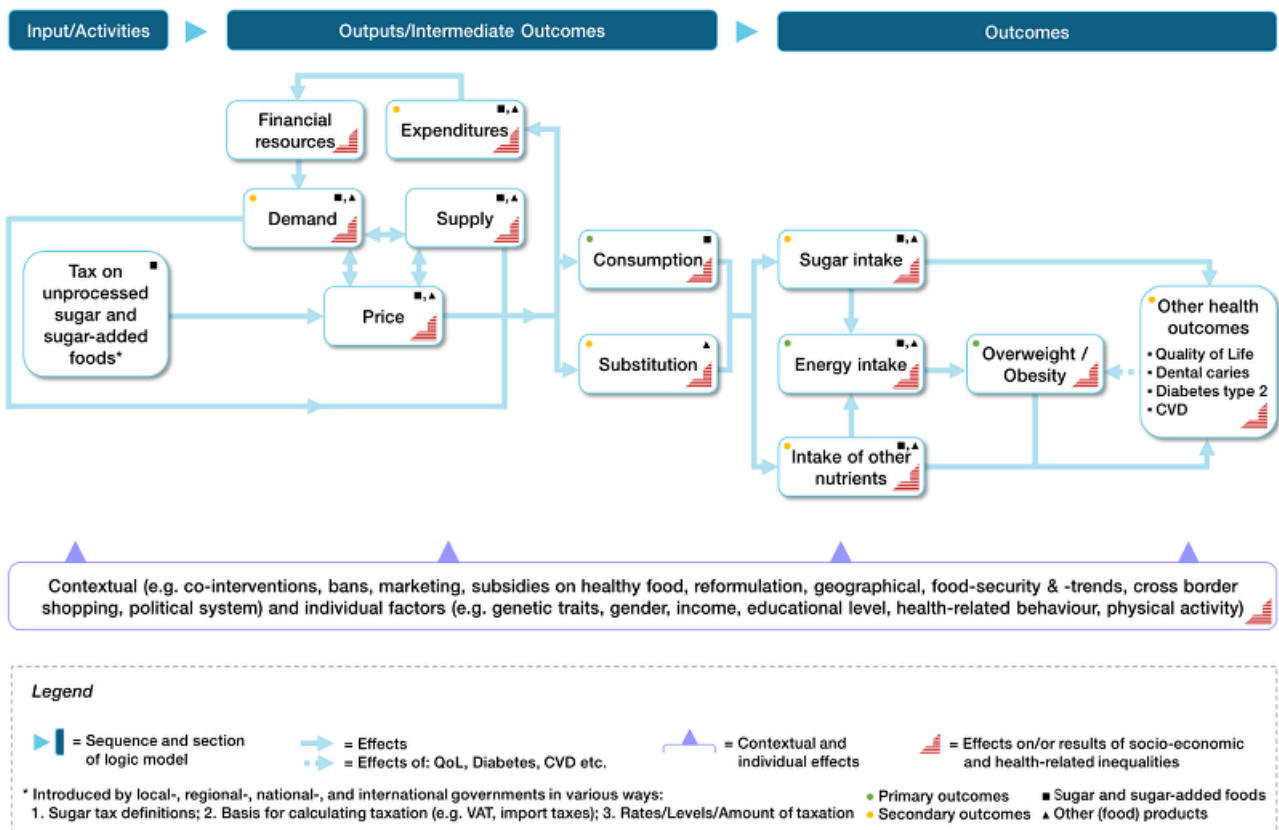 Input/Activities
Outputs/Intermediate Outcomes
Outcomes
Financial
resources
Expenditures
Demand
Supply
Tax on
unprocessed
sugar and
sugar-added
foods*
Price
Consumption
Substitution
Sugar intake
Energy intake
Intake of other
nutrients
Overweight /
Obesity
Other health
outcomes
▪ Quality of Life
▪ Dental caries
▪ Diabetes type 2
▪ CVD
Contextual (e.g. co-interventions, bans, marketing, subsidies on healthy food, reformulation, geographical, food-security & -trends, cross border
shopping, political system) and individual factors (e.g. genetic traits, gender, income, educational level, health-related behaviour, physical activity)
Legend
= Sequence and section
of logic model
= Effects
= Effects of: QoL, Diabetes, CVD etc.
= Contextual and
individual effects
= Effects on/or results of socio-economic
and health-related inequalities
* Introduced by local-, regional-, national-, and international governments in various ways:
1. Sugar tax definitions; 2. Basis for calculating taxation (e.g. VAT, import taxes); 3. Rates/Levels/Amount of taxation
● Primary outcomes
● Secondary outcomes
■ Sugar and sugar-added foods
▲ Other (food) products